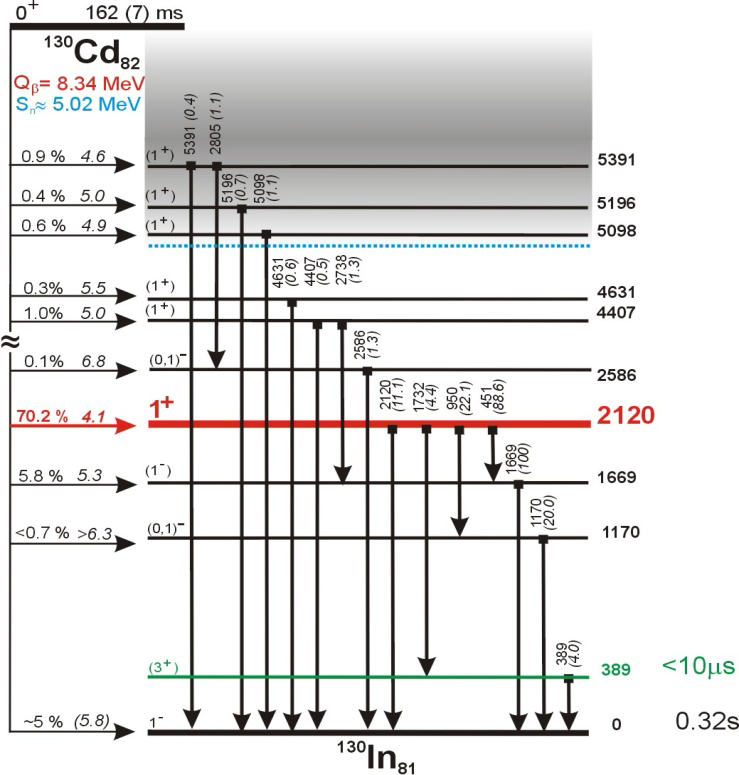 0⁺ 162 (7) ms
¹³⁰Cd₈₂
Qᵦ= 8.34 MeV
Sₙ≈ 5.02 MeV
5391 (0.4)
2805 (1.1)
0.9 % 4.6 (1⁺) 5391
5196 (0.7)
5098 (1.1)
0.4 % 5.0 (1⁺) 5196
0.6 % 4.9 (1⁺) 5098
4631 (0.6)
4407 (0.5)
2738 (1.3)
0.3% 5.5 (1⁺) 4631
1.0% 5.0 (1⁺) 4407
≈
2586 (1.3)
0.1% 6.8 (0,1)⁻ 2586
2120 (11.1)
1732 (4.4)
950 (22.1)
451 (88.6)
70.2 % 4.1 1⁺ 2120
1669 (100)
5.8 % 5.3 (1⁻) 1669
1170 (20.0)
<0.7 % >6.3 (0,1)⁻ 1170
389 (4.0)
(3⁺) 389 <10μs
~5 % (5.8) 1⁻ 0 0.32s
¹³⁰In₈₁